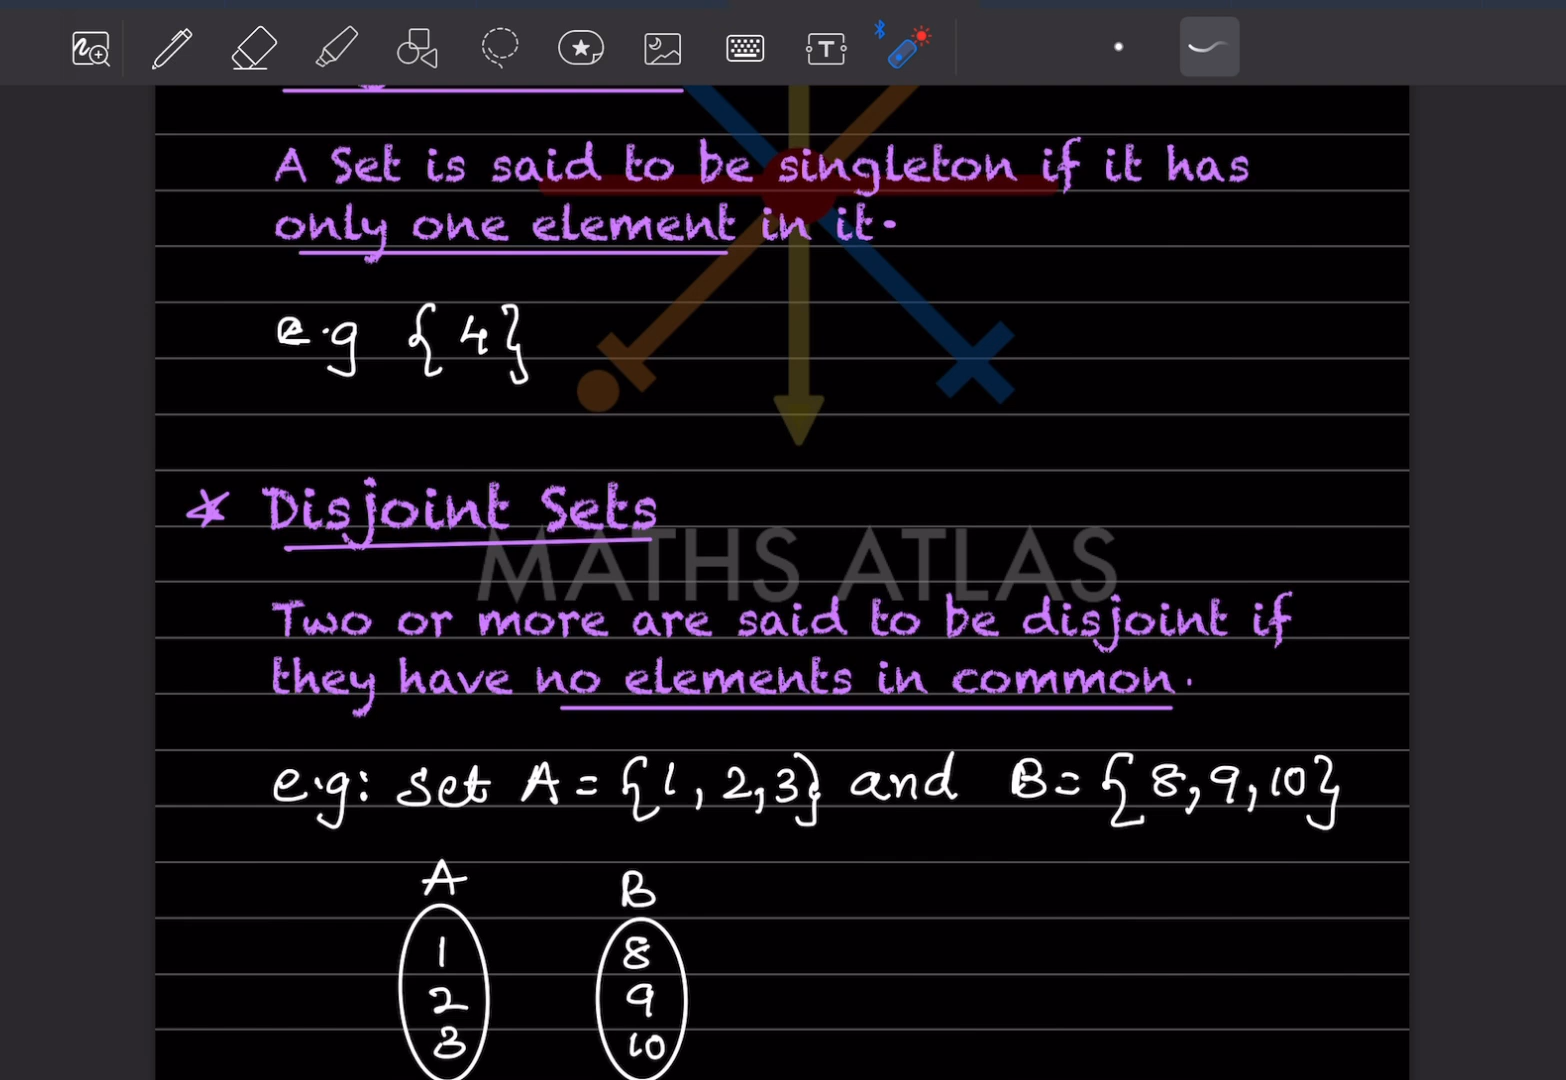 A Set is said to be singleton if it has
only one element in it.
e.g {4}
* Disjoint Sets
MATHS ATLAS
Two or more are said to be disjoint if
they have no elements in common.
e.g: Set A = {1, 2, 3} and B = {8, 9, 10}
A B
1 8
2 9
3 10